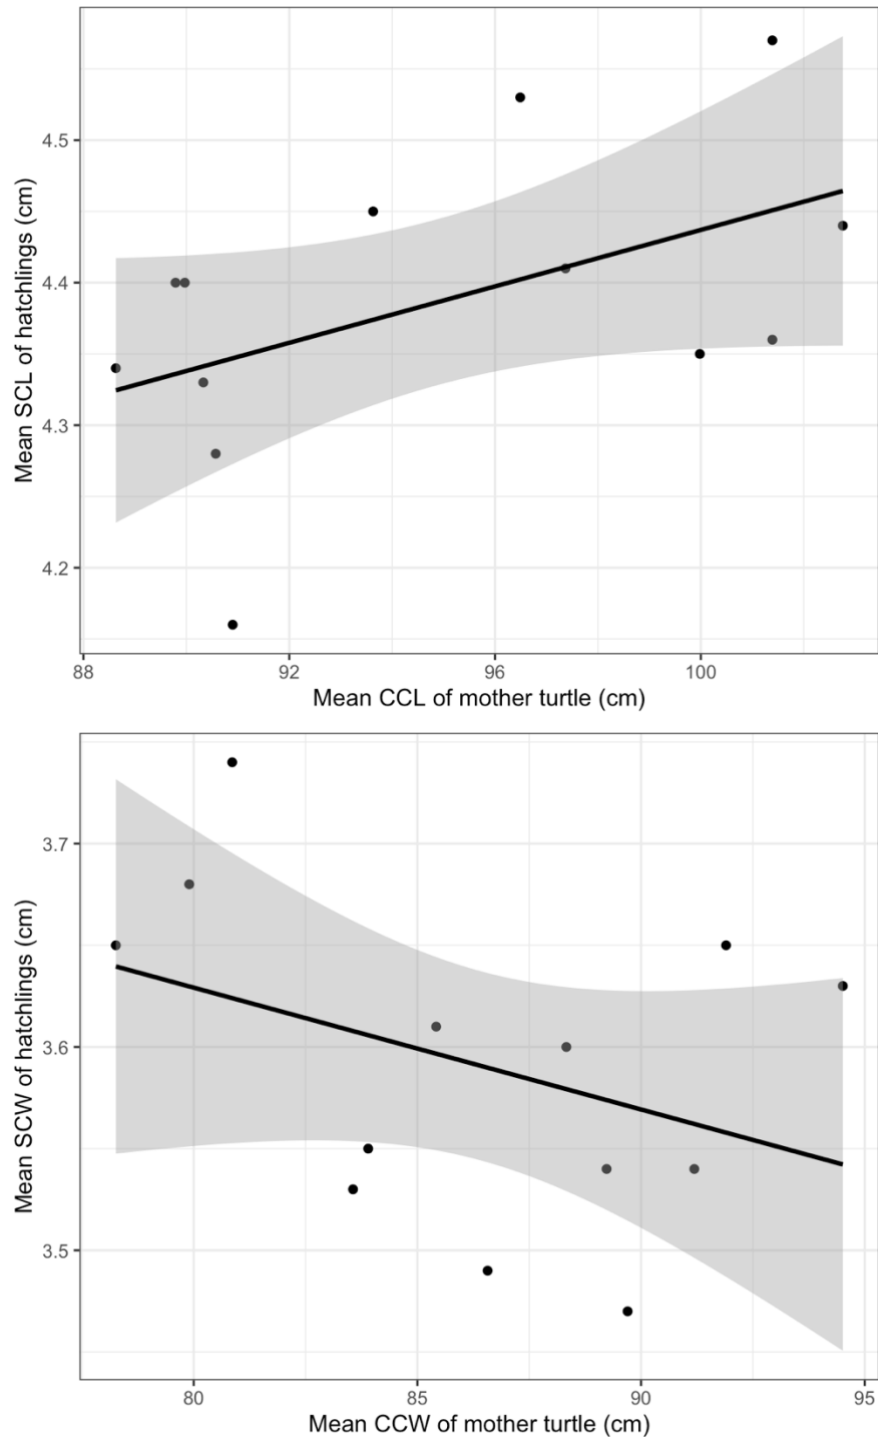 4.5
4.4
4.3
4.2
Mean SCL of hatchlings (cm)
88 92 96 100
Mean CCL of mother turtle (cm)
3.7
3.6
3.5
Mean SCW of hatchlings (cm)
80 85 90 95
Mean CCW of mother turtle (cm)